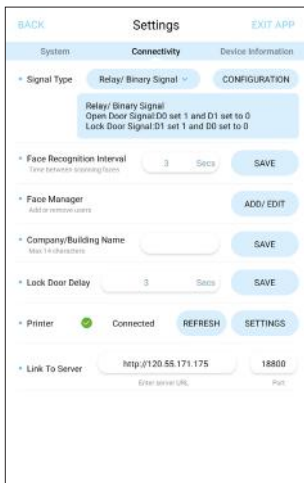 BACK Settings EXIT APP
System Connectivity Device Information
Signal Type Relay/ Binary Signal CONFIGURATION
Relay/ Binary Signal
Open Door Signal:D0 set 1 and D1 set to 0
Lock Door Signal:D1 set 1 and D0 set to 0
Face Recognition Interval 3 Secs SAVE
Time between scanning faces
Face Manager ADD/ EDIT
Add or remove users
Company/Building Name SAVE
Max 14 characters
Lock Door Delay 3 Secs SAVE
Printer Connected REFRESH SETTINGS
Link To Server http://120.55.171.175 18800
Enter server URL Port